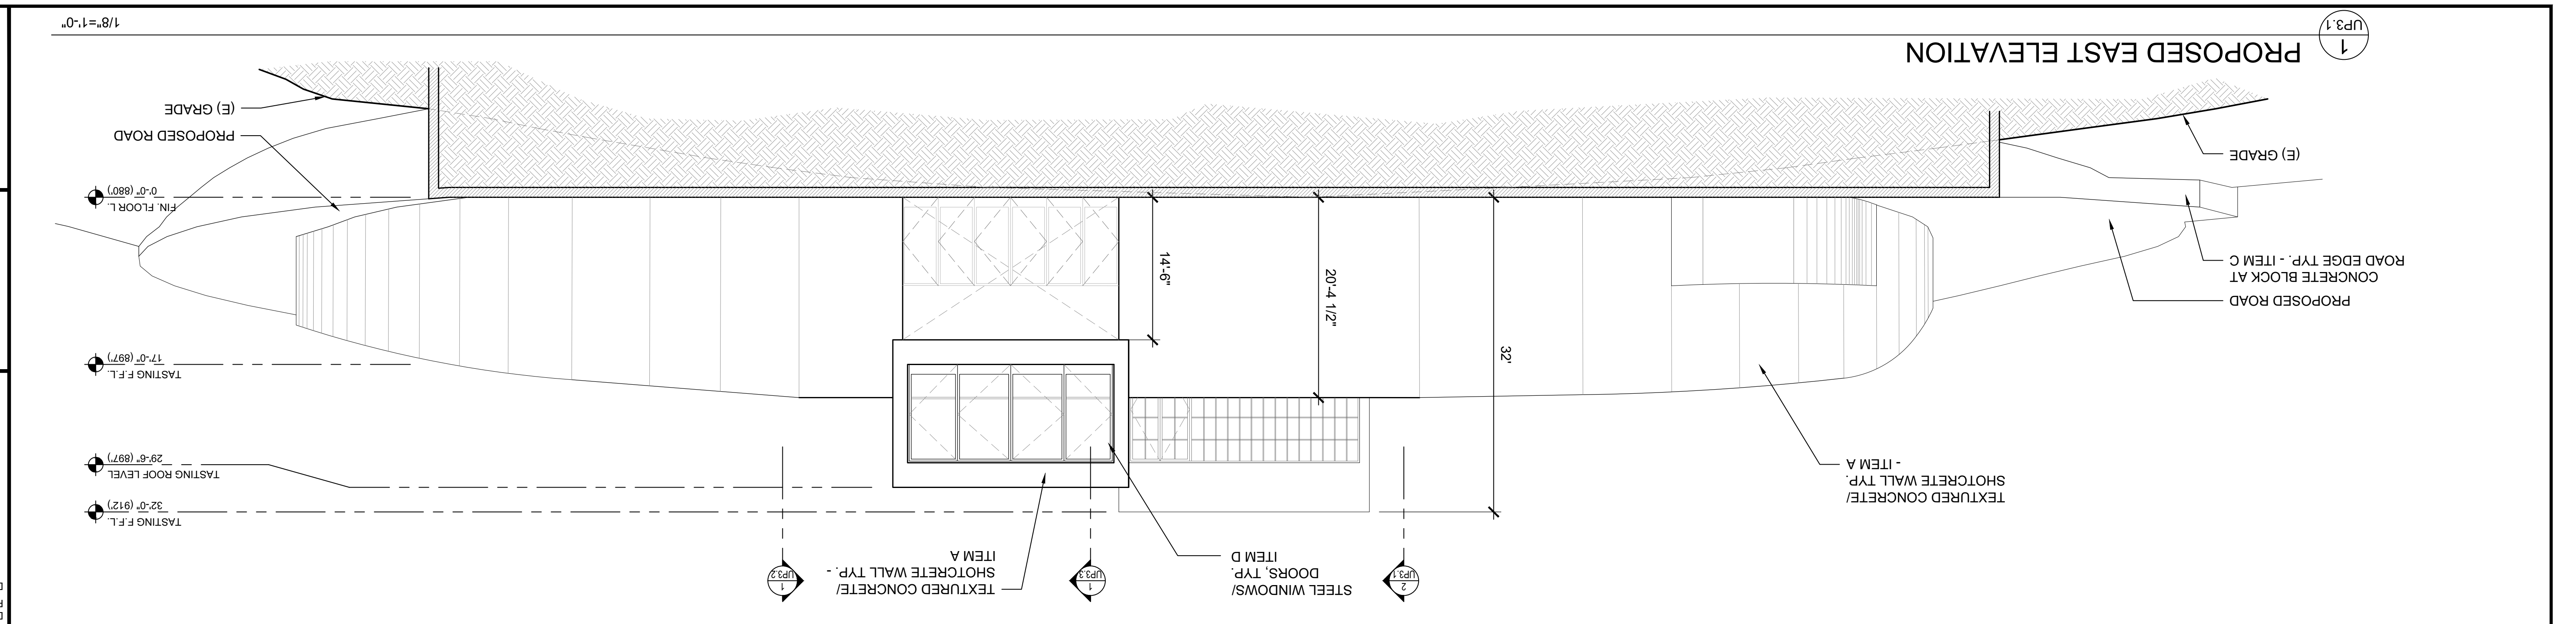 STEEL WINDOWS/
DOORS, TYP.
ITEM D
TEXTURED CONCRETE/
SHOTCRETE WALL TYP. -
ITEM A
2
UP3.1
1
UP3.3
1
UP3.2
TEXTURED CONCRETE/
SHOTCRETE WALL TYP.
- ITEM A
TASTING F.F.L.
32'-0" (912')
TASTING ROOF LEVEL
29'-6" (897')
TASTING F.F.L.
17'-0" (897')
32'
20'-4 1/2"
14'-6"
PROPOSED ROAD
CONCRETE BLOCK AT
ROAD EDGE TYP. - ITEM C
(E) GRADE
FIN. FLOOR L.
0'-0" (880')
PROPOSED ROAD
(E) GRADE
1
UP3.1
PROPOSED EAST ELEVATION
1/8"=1'-0"